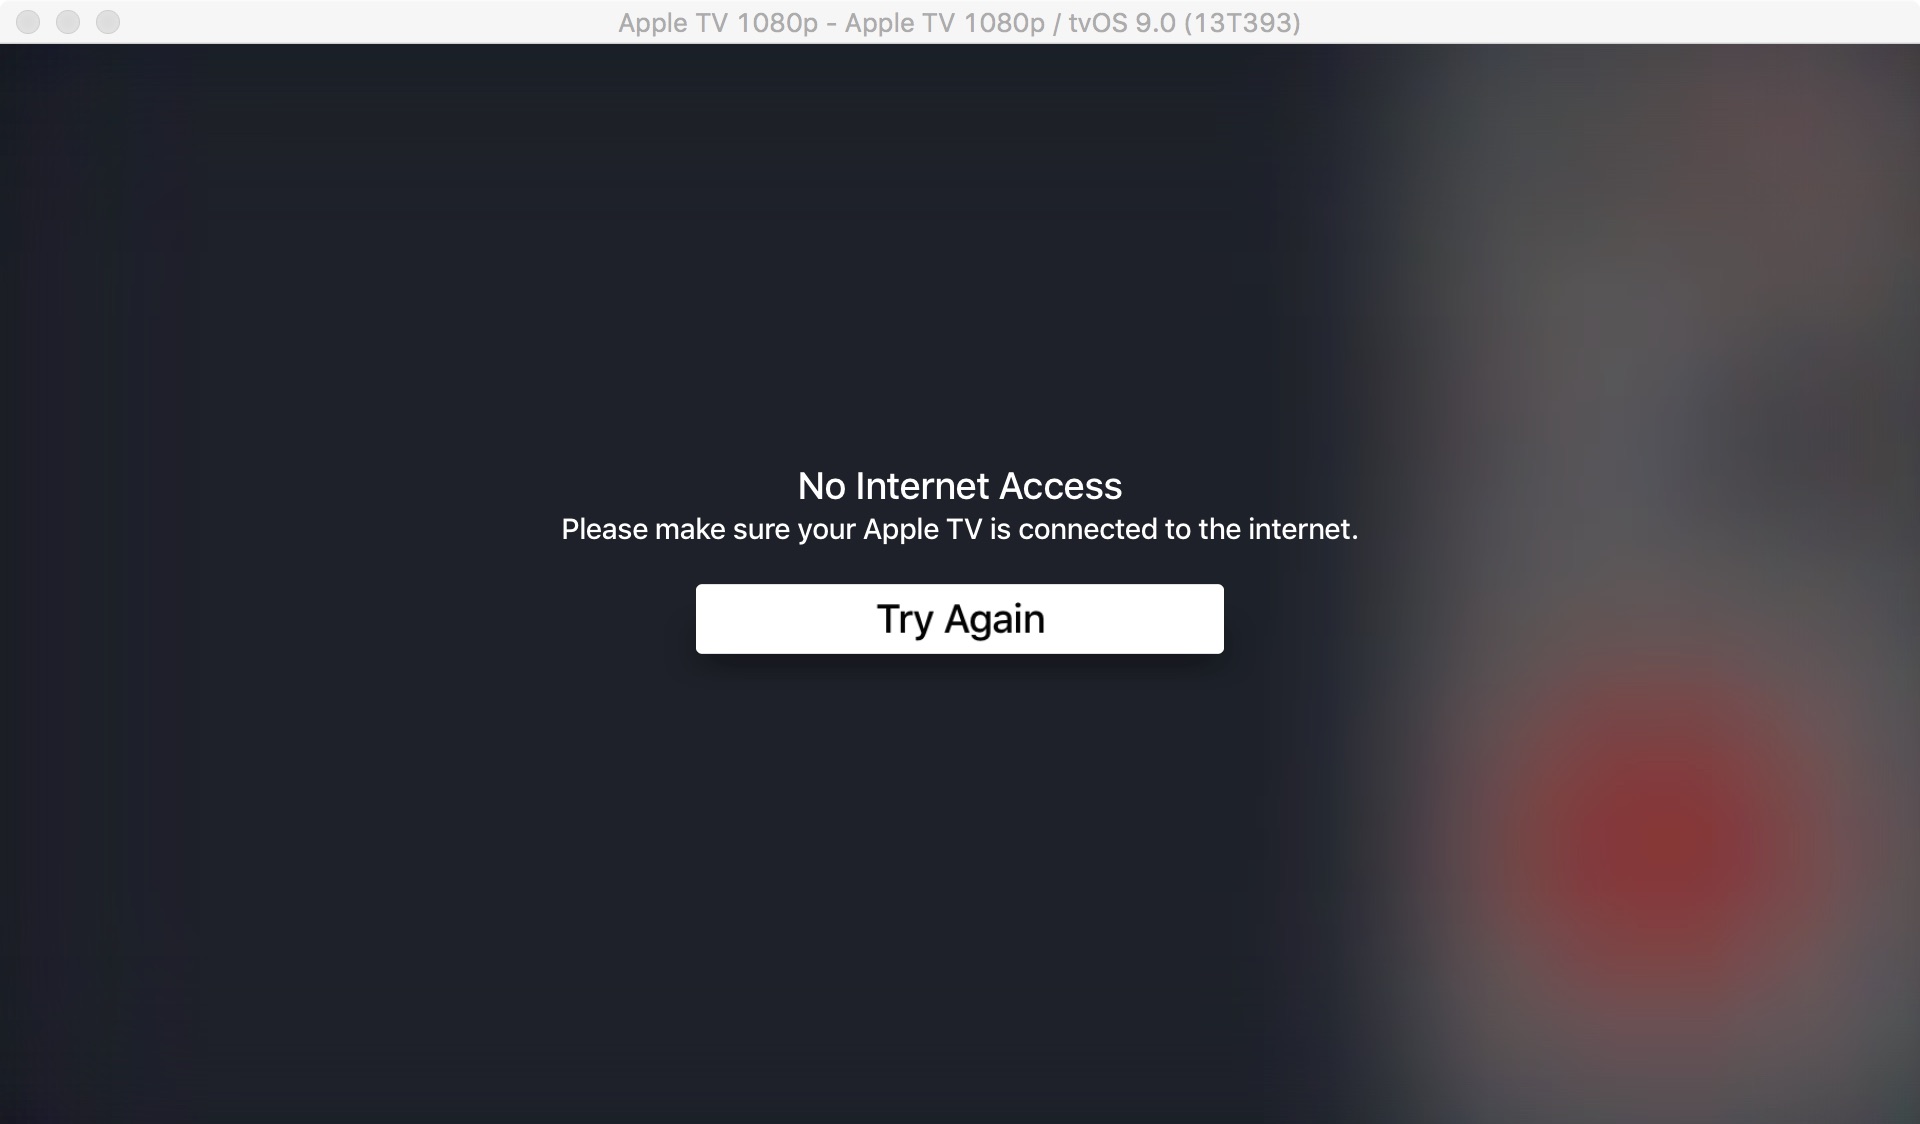 Apple TV 1080p - Apple TV 1080p / tvOS 9.0 (13T393)
No Internet Access
Please make sure your Apple TV is connected to the internet.
Try Again